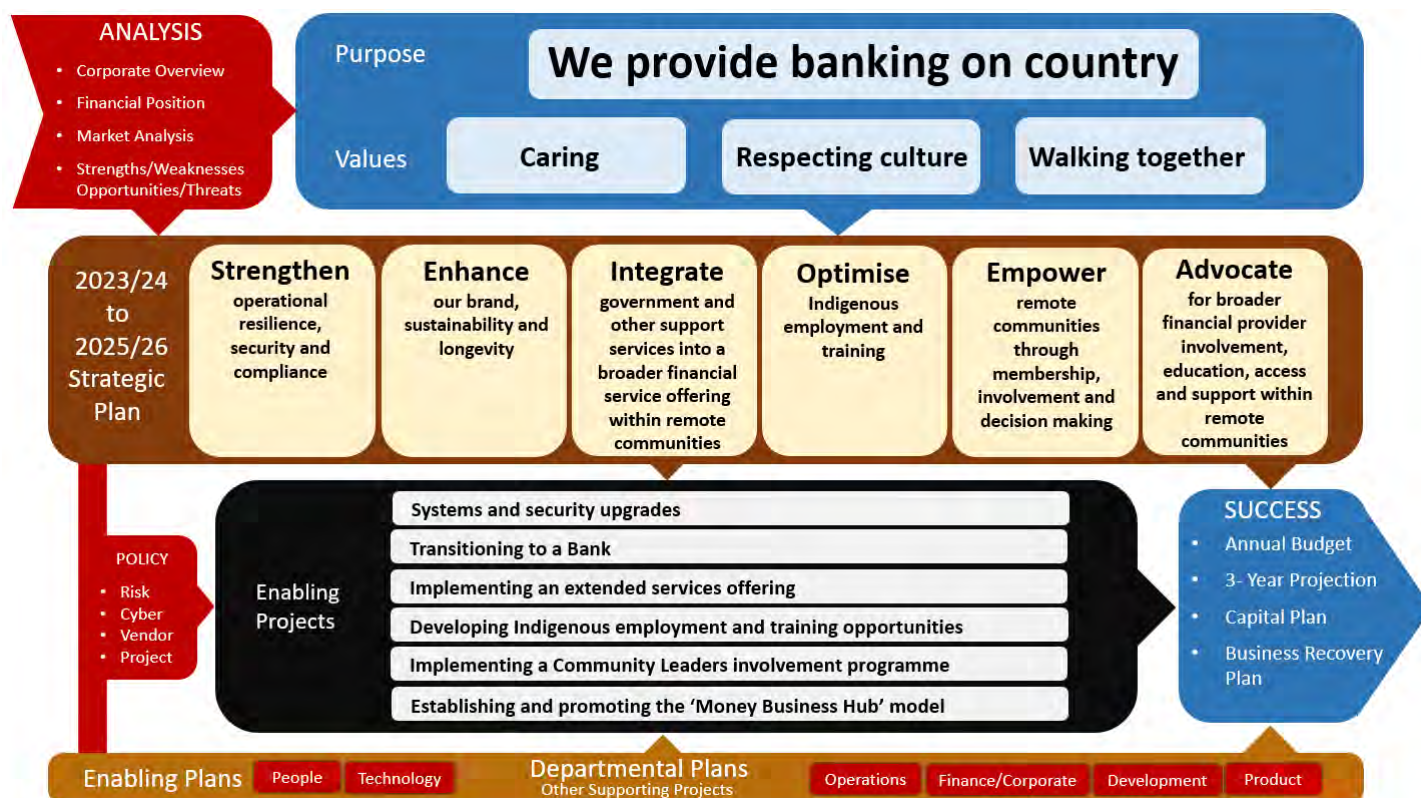 ANALYSIS
• Corporate Overview
• Financial Position
• Market Analysis
• Strengths/Weaknesses
Opportunities/Threats
Purpose
We provide banking on country
Values
Caring
Respecting culture
Walking together
2023/24
to
2025/26
Strategic
Plan
Strengthen
operational
resilience,
security and
compliance
Enhance
our brand,
sustainability and
longevity
Integrate
government and
other support
services into a
broader financial
service offering
within remote
communities
Optimise
Indigenous
employment and
training
Empower
remote
communities
through
membership,
involvement and
decision making
Advocate
for broader
financial provider
involvement,
education, access
and support within
remote
communities
POLICY
• Risk
• Cyber
• Vendor
• Project
Enabling
Projects
Systems and security upgrades
Transitioning to a Bank
Implementing an extended services offering
Developing Indigenous employment and training opportunities
Implementing a Community Leaders involvement programme
Establishing and promoting the ‘Money Business Hub’ model
SUCCESS
• Annual Budget
• 3- Year Projection
• Capital Plan
• Business Recovery
Plan
Enabling Plans
People
Technology
Departmental Plans
Other Supporting Projects
Operations
Finance/Corporate
Development
Product